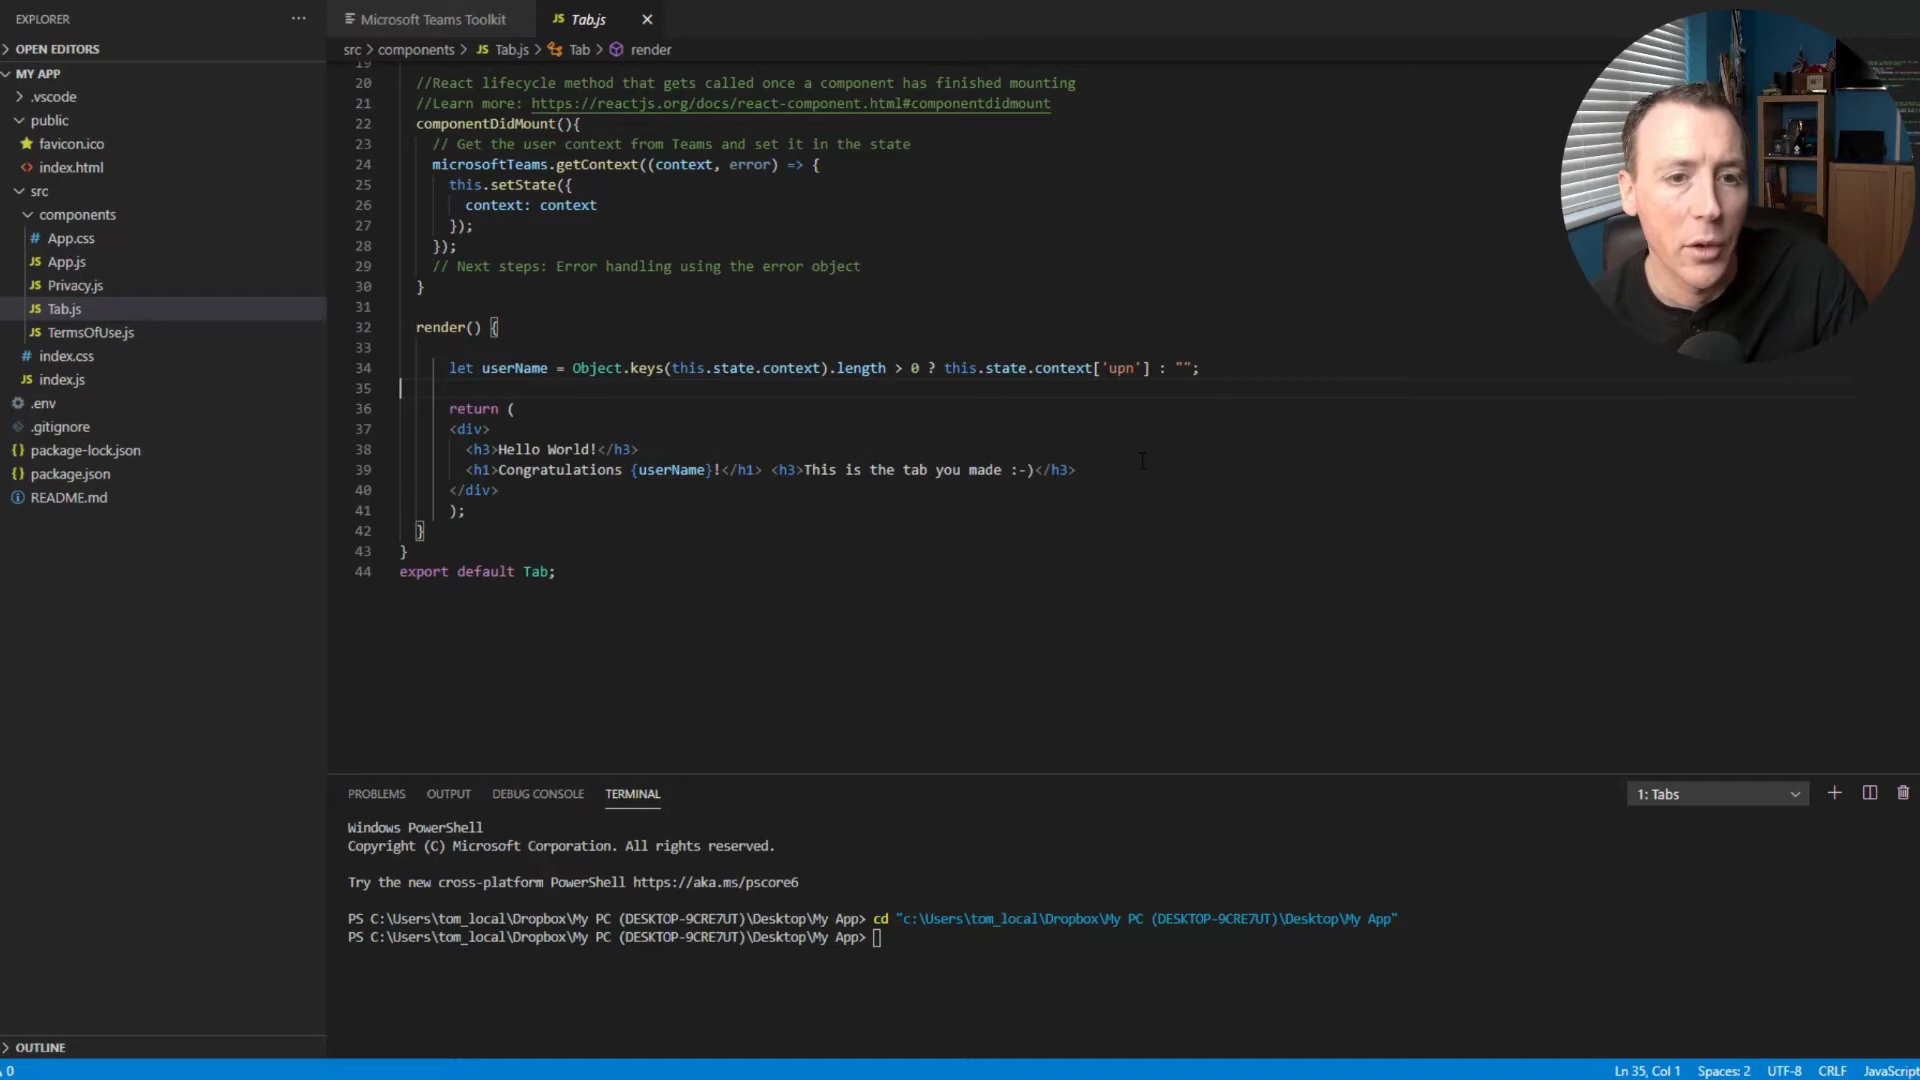 EXPLORER
Microsoft Teams Toolkit
JS Tab.js
OPEN EDITORS
src > components > JS Tab.js > Tab > render
MY APP
.vscode
public
favicon.ico
index.html
src
components
# App.css
JS App.js
JS Privacy.js
JS Tab.js
JS TermsOfUse.js
# index.css
JS index.js
.env
.gitignore
{} package-lock.json
{} package.json
README.md
19
20 //React lifecycle method that gets called once a component has finished mounting
21 //Learn more: https://reactjs.org/docs/react-component.html#componentdidmount
22 componentDidMount(){
23 // Get the user context from Teams and set it in the state
24 microsoftTeams.getContext((context, error) => {
25 this.setState({
26 context: context
27 });
28 });
29 // Next steps: Error handling using the error object
30 }
31
32 render() {
33
34 let userName = Object.keys(this.state.context).length > 0 ? this.state.context['upn'] : "";
35
36 return (
37 <div>
38 <h3>Hello World!</h3>
39 <h1>Congratulations {userName}!</h1> <h3>This is the tab you made :-)</h3>
40 </div>
41 );
42 }
43 }
44 export default Tab;
PROBLEMS OUTPUT DEBUG CONSOLE TERMINAL
1: Tabs
Windows PowerShell
Copyright (C) Microsoft Corporation. All rights reserved.
Try the new cross-platform PowerShell https://aka.ms/pscore6
PS C:\Users\tom_local\Dropbox\My PC (DESKTOP-9CRE7UT)\Desktop\My App> cd "c:\Users\tom_local\Dropbox\My PC (DESKTOP-9CRE7UT)\Desktop\My App"
PS C:\Users\tom_local\Dropbox\My PC (DESKTOP-9CRE7UT)\Desktop\My App>
OUTLINE
0
Ln 35, Col 1 Spaces: 2 UTF-8 CRLF JavaScript